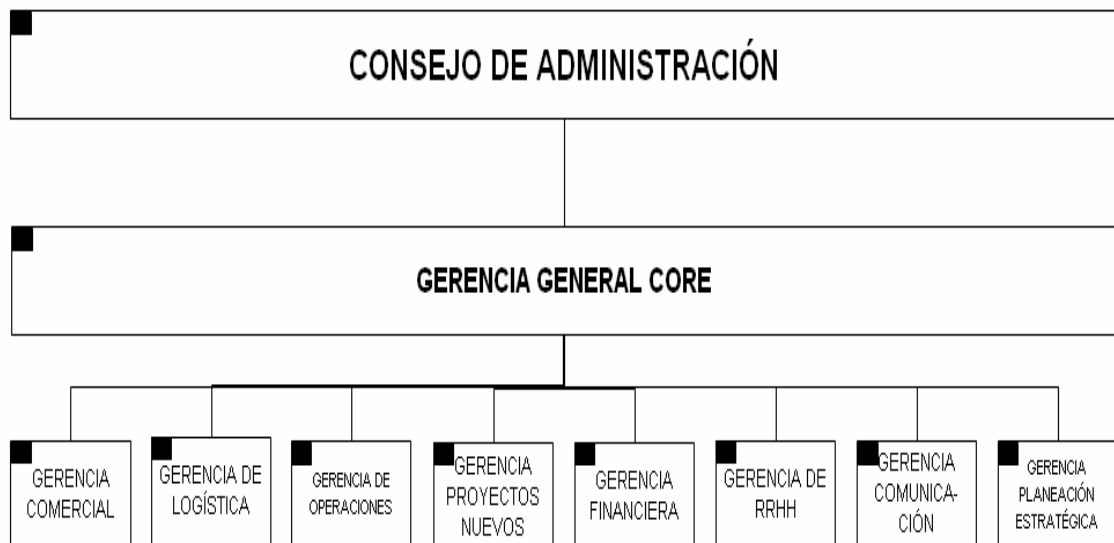 CONSEJO DE ADMINISTRACIÓN
GERENCIA GENERAL CORE
GERENCIA
COMERCIAL
GERENCIA DE
LOGÍSTICA
GERENCIA DE
OPERACIONES
GERENCIA
PROYECTOS
NUEVOS
GERENCIA
FINANCIERA
GERENCIA DE
RRHH
GERENCIA
COMUNICA-
CIÓN
GERENCIA
PLANEACIÓN
ESTRATÉGICA